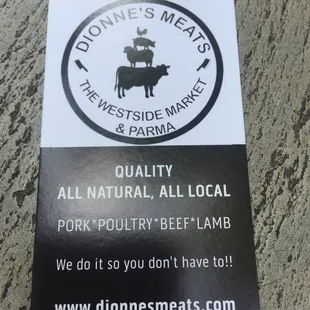 DIONNE'S MEATS
THE WESTSIDE MARKET
& PARMA
QUALITY
ALL NATURAL, ALL LOCAL
PORK*POULTRY*BEEF*LAMB
We do it so you don't have to!!
www.dionnesmeats.com